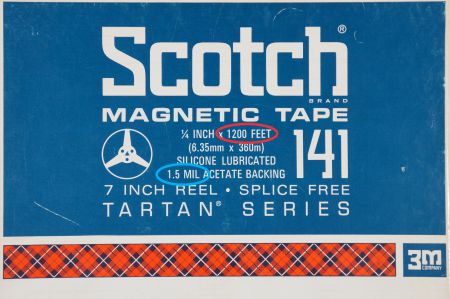 Scotch®
BRAND
MAGNETIC TAPE
¼ INCH x 1200 FEET
(6.35mm x 360m)
SILICONE LUBRICATED
1.5 MIL ACETATE BACKING
141
7 INCH REEL • SPLICE FREE
TARTAN® SERIES
3M
COMPANY